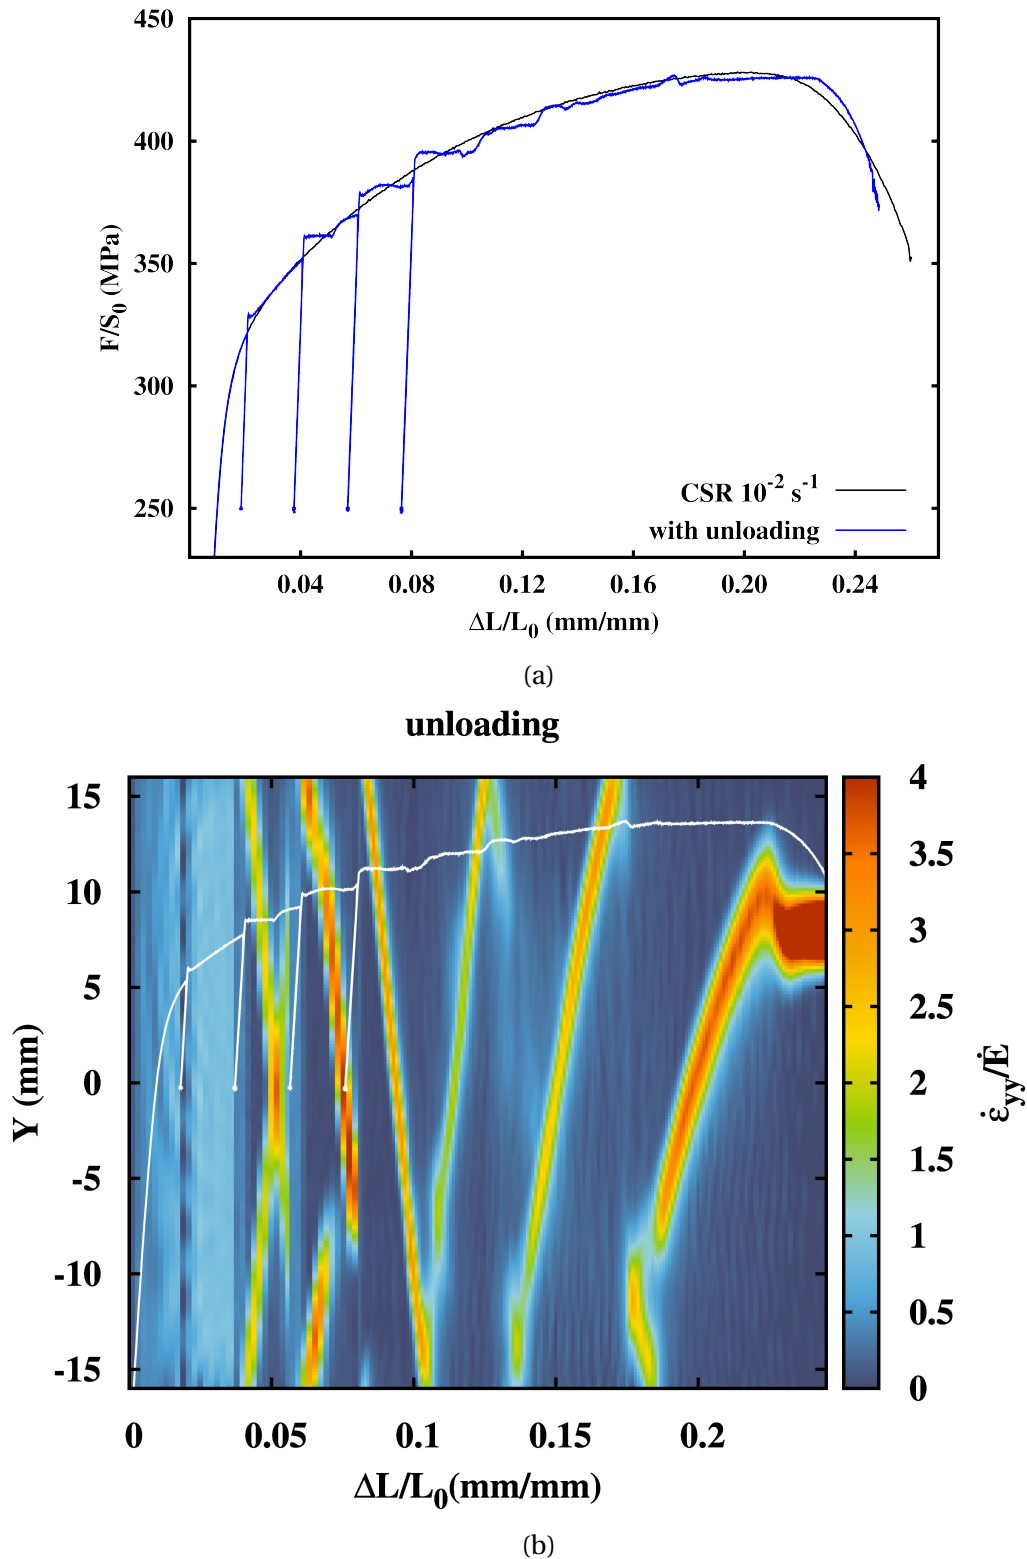 450
400
350
300
250
F/S0 (MPa)
CSR 10-2 s-1
with unloading
0.04 0.08 0.12 0.16 0.20 0.24
ΔL/L0 (mm/mm)
(a)
unloading
15
10
5
0
-5
-10
-15
Y (mm)
4
3.5
3
2.5
2
1.5
1
0.5
0
ε̇yy/Ė
0 0.05 0.1 0.15 0.2
ΔL/L0(mm/mm)
(b)